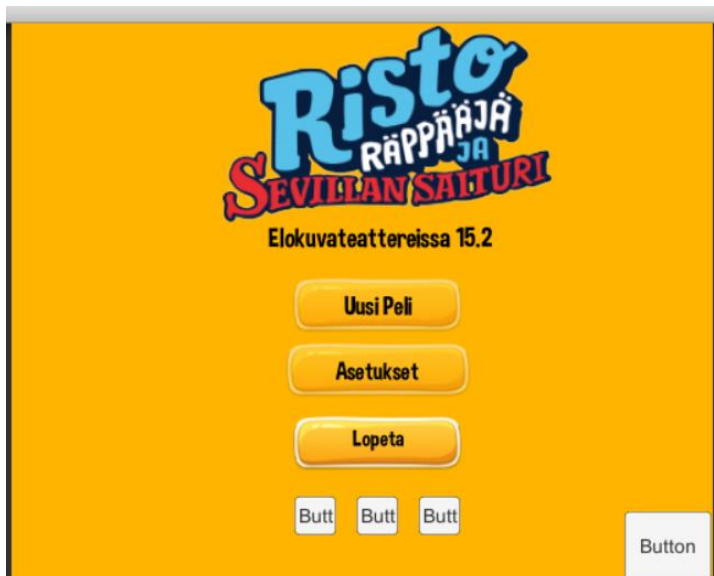 Risto
RÄPPÄÄJÄ
JA
SEVILLAN SAITURI
Elokuvateattereissa 15.2
Uusi Peli
Asetukset
Lopeta
Butt Butt Butt
Button